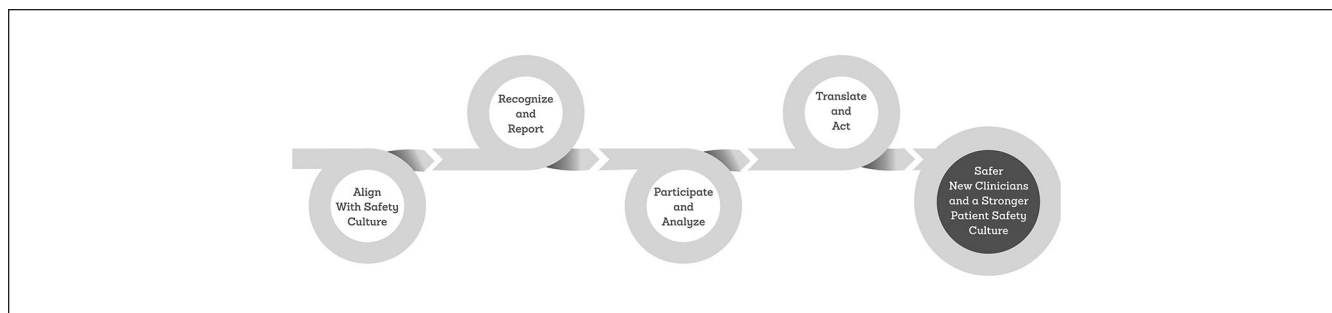 Align
With Safety
Culture
Recognize
and
Report
Participate
and
Analyze
Translate
and
Act
Safer
New Clinicians
and a Stronger
Patient Safety
Culture